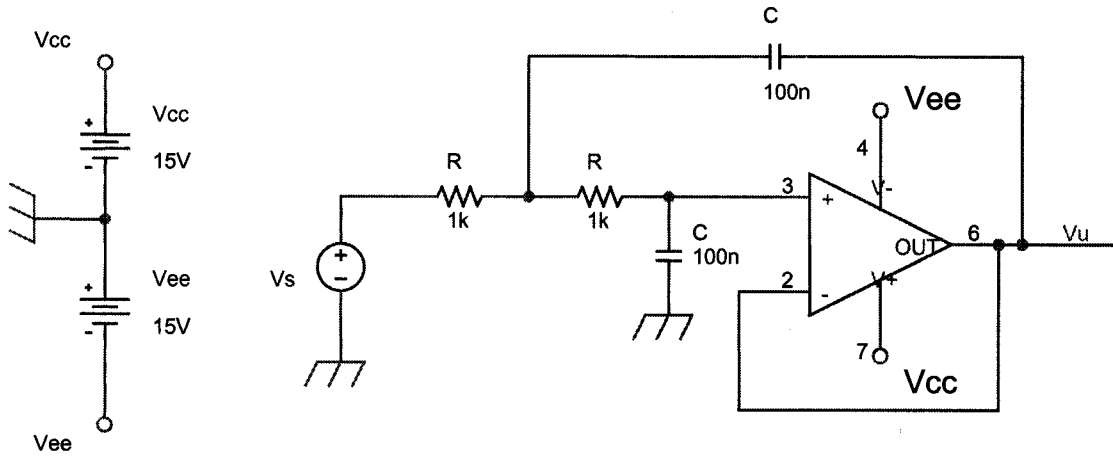 Vcc
+
Vcc
15V
-
+
Vee
15V
-
Vee
C
100n
Vee
4
V-
R
1k
R
1k
3
+
C
100n
OUT
6
Vu
Vs
+
-
2
-
V+
7
Vcc